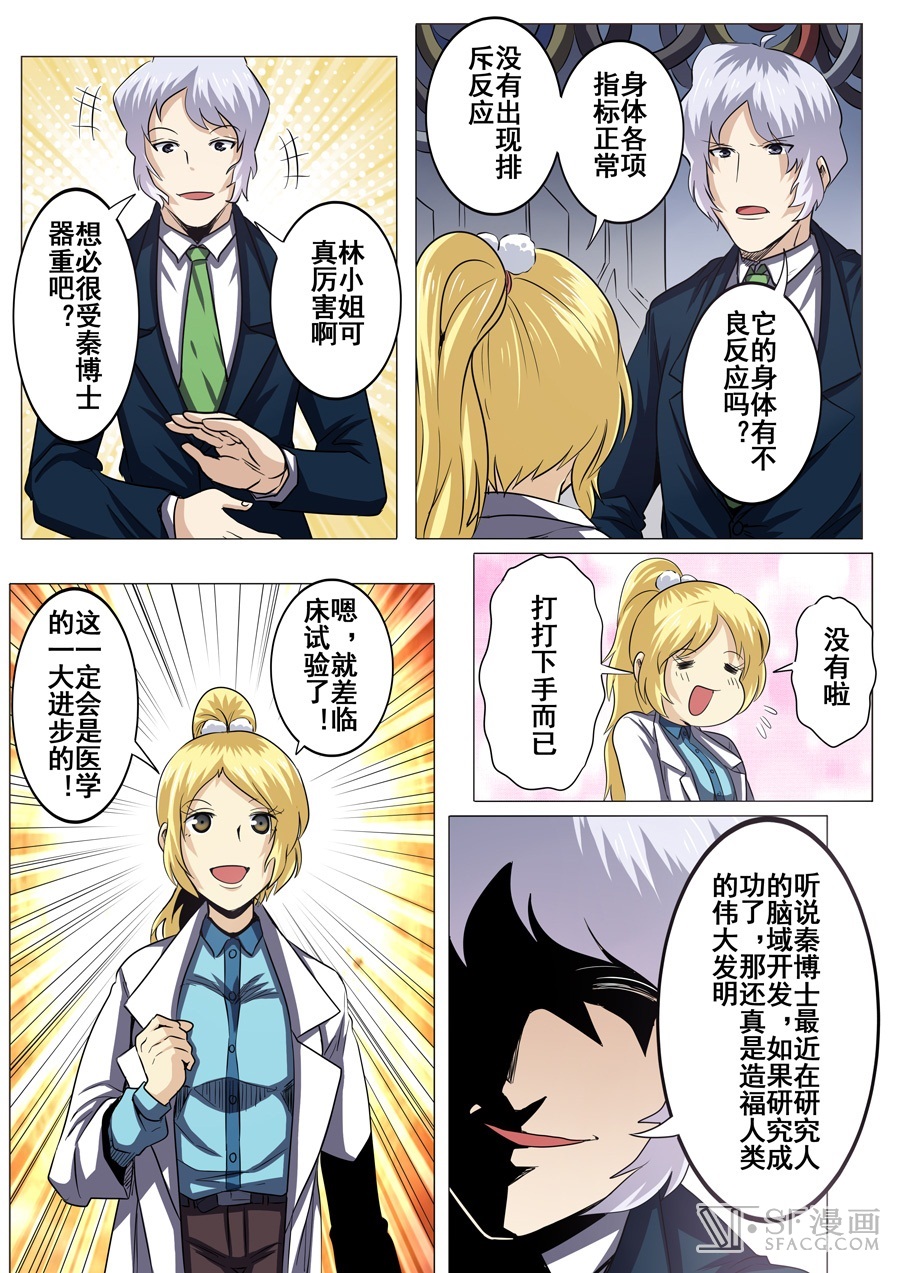 它的身体有不
良反应吗？
身体各项
指标正常
没有出现排
斥反应
林小姐可
真厉害啊
想必很受秦博士
器重吧？
没有啦
打打下手而已
听说秦博士最近在研究人
的脑域开发，如果研究成
功了，那还真是造福人类
的伟大发明
嗯，就差临
床试验了！
这一定会是医学
的一大进步的！
SF漫画
SFACG.COM